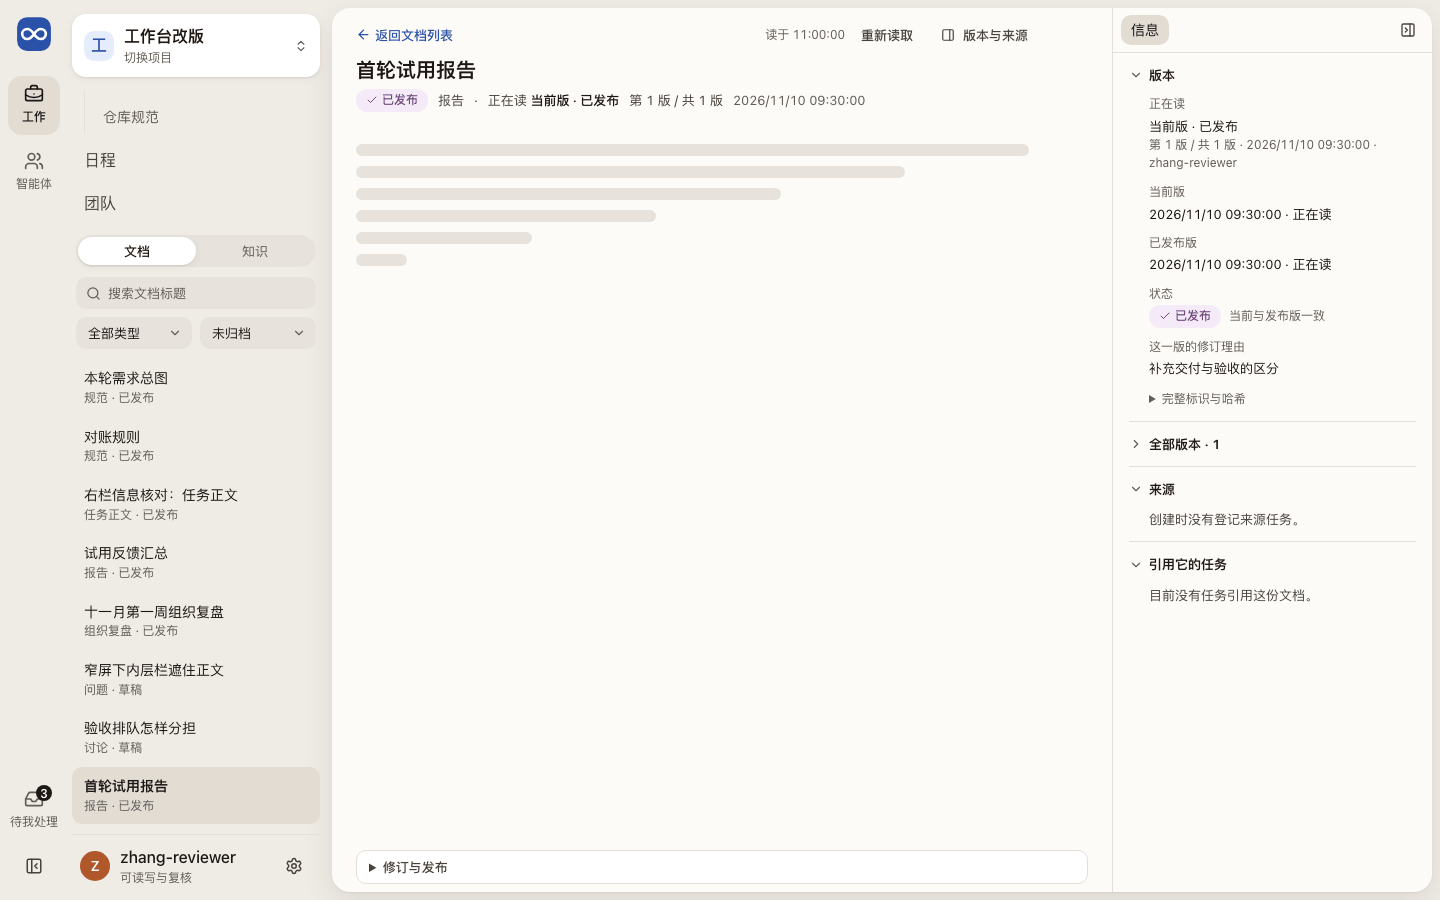 工作
智能体
3
待我处理
工
工作台改版
切换项目
仓库规范
日程
团队
文档
知识
搜索文档标题
全部类型
未归档
本轮需求总图
规范 · 已发布
对账规则
规范 · 已发布
右栏信息核对：任务正文
任务正文 · 已发布
试用反馈汇总
报告 · 已发布
十一月第一周组织复盘
组织复盘 · 已发布
窄屏下内层栏遮住正文
问题 · 草稿
验收排队怎样分担
讨论 · 草稿
首轮试用报告
报告 · 已发布
Z
zhang-reviewer
可读写与复核
返回文档列表
读于 11:00:00
重新读取
版本与来源
首轮试用报告
已发布 报告 · 正在读 当前版 · 已发布 第 1 版 / 共 1 版 2026/11/10 09:30:00
修订与发布
信息
版本
正在读
当前版 · 已发布
第 1 版 / 共 1 版 · 2026/11/10 09:30:00 ·
zhang-reviewer
当前版
2026/11/10 09:30:00 · 正在读
已发布版
2026/11/10 09:30:00 · 正在读
状态
已发布 当前与发布版一致
这一版的修订理由
补充交付与验收的区分
完整标识与哈希
全部版本 · 1
来源
创建时没有登记来源任务。
引用它的任务
目前没有任务引用这份文档。